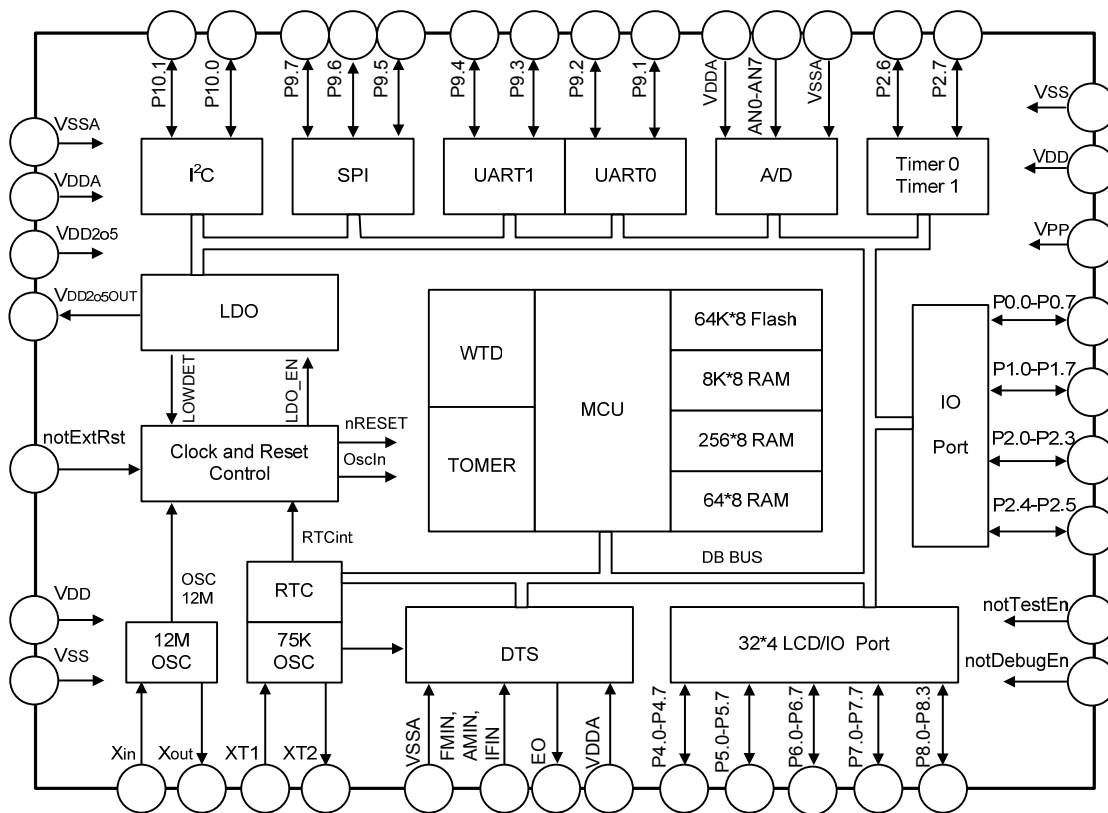 P10.1
P10.0
P9.7
P9.6
P9.5
P9.4
P9.3
P9.2
P9.1
VDDA
AN0-AN7
VSSA
P2.6
P2.7
VSSA
VDDA
VDD2o5
VDD2o5OUT
notExtRst
VDD
VSS
VSS
VDD
VPP
P0.0-P0.7
P1.0-P1.7
P2.0-P2.3
P2.4-P2.5
notTestEn
notDebugEn
I²C
SPI
UART1
UART0
A/D
Timer 0
Timer 1
LDO
LOWDET
LDO_EN
Clock and Reset
Control
nRESET
OscIn
RTCint
OSC
12M
12M
OSC
RTC
75K
OSC
WTD
TOMER
MCU
64K*8 Flash
8K*8 RAM
256*8 RAM
64*8 RAM
IO
Port
DB BUS
DTS
32*4 LCD/IO Port
Xin
Xout
XT1
XT2
VSSA
FMIN,
AMIN,
IFIN
EO
VDDA
P4.0-P4.7
P5.0-P5.7
P6.0-P6.7
P7.0-P7.7
P8.0-P8.3